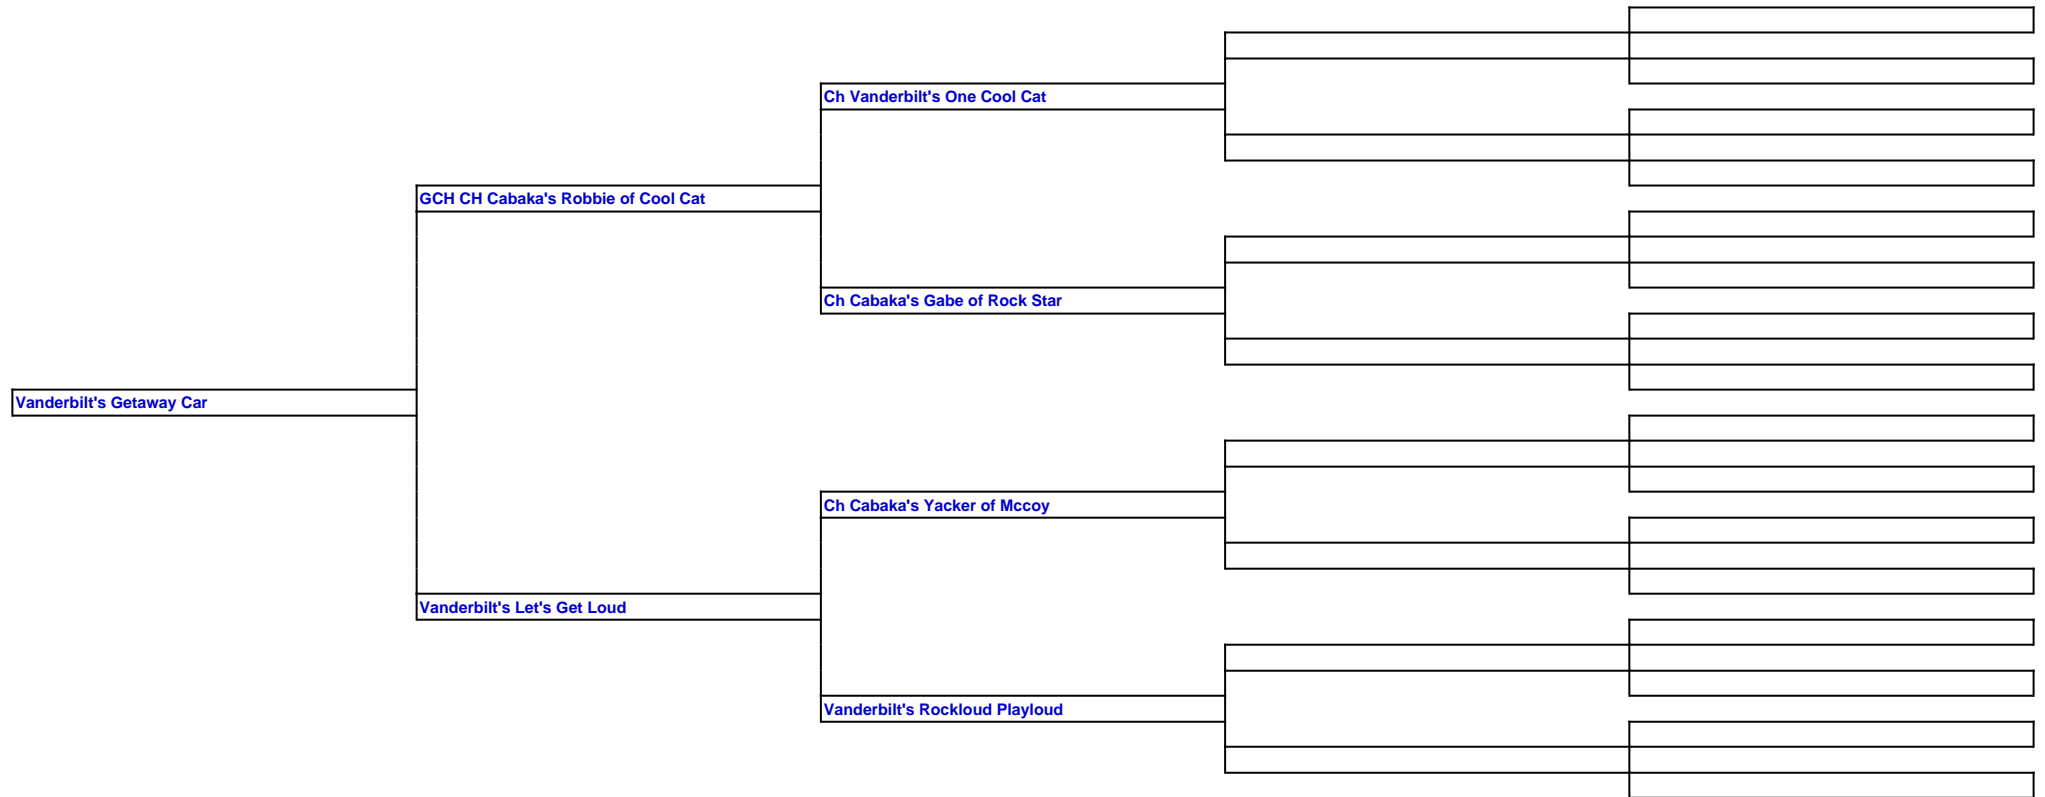 Ch Vanderbilt's One Cool Cat
GCH CH Cabaka's Robbie of Cool Cat
Ch Cabaka's Gabe of Rock Star
Vanderbilt's Getaway Car
Ch Cabaka's Yacker of Mccoy
Vanderbilt's Let's Get Loud
Vanderbilt's Rockloud Playloud